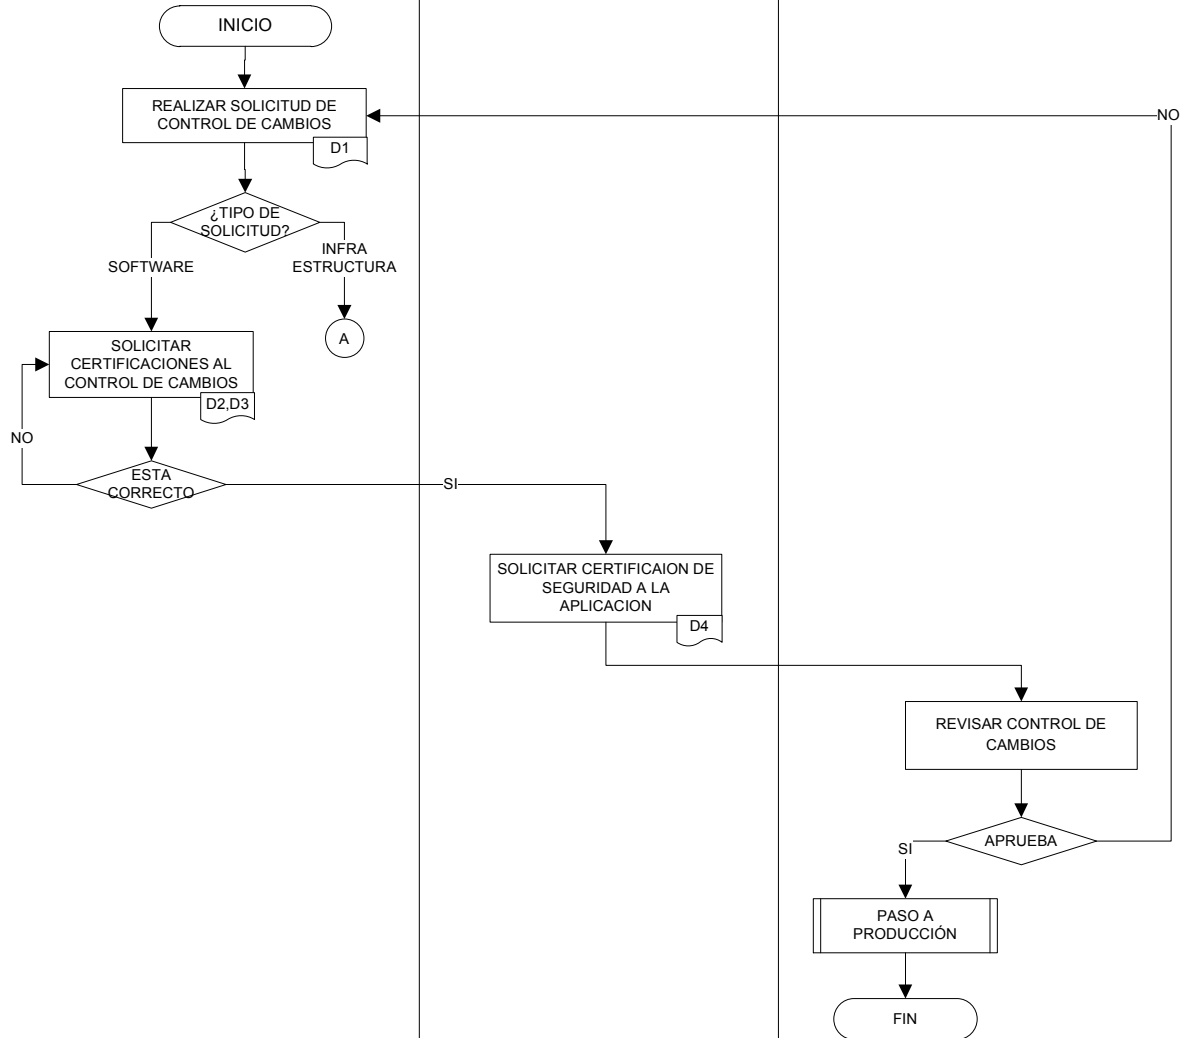 INICIO
REALIZAR SOLICITUD DE
CONTROL DE CAMBIOS
D1
NO
¿TIPO DE
SOLICITUD?
SOFTWARE
INFRA
ESTRUCTURA
A
SOLICITAR
CERTIFICACIONES AL
CONTROL DE CAMBIOS
D2,D3
NO
ESTA
CORRECTO
SI
SOLICITAR CERTIFICAION DE
SEGURIDAD A LA
APLICACION
D4
REVISAR CONTROL DE
CAMBIOS
APRUEBA
SI
PASO A
PRODUCCIÓN
FIN